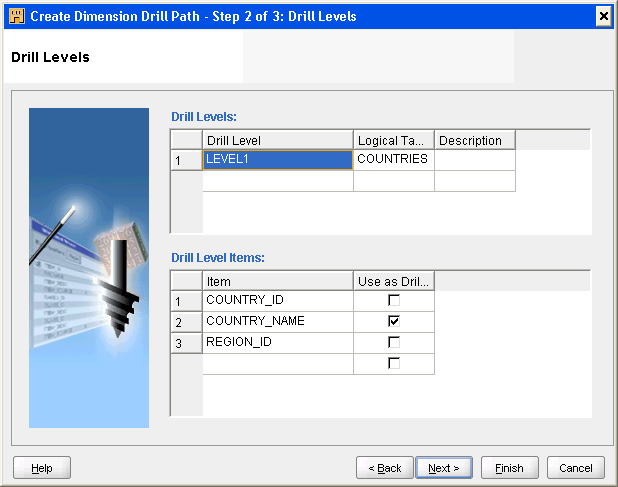 Create Dimension Drill Path - Step 2 of 3: Drill Levels
Drill Levels
Drill Levels:
Drill Level Logical Ta... Description
1 LEVEL1 COUNTRIES
Drill Level Items:
Item Use as Dril...
1 COUNTRY_ID
2 COUNTRY_NAME
3 REGION_ID
Help < Back Next > Finish Cancel